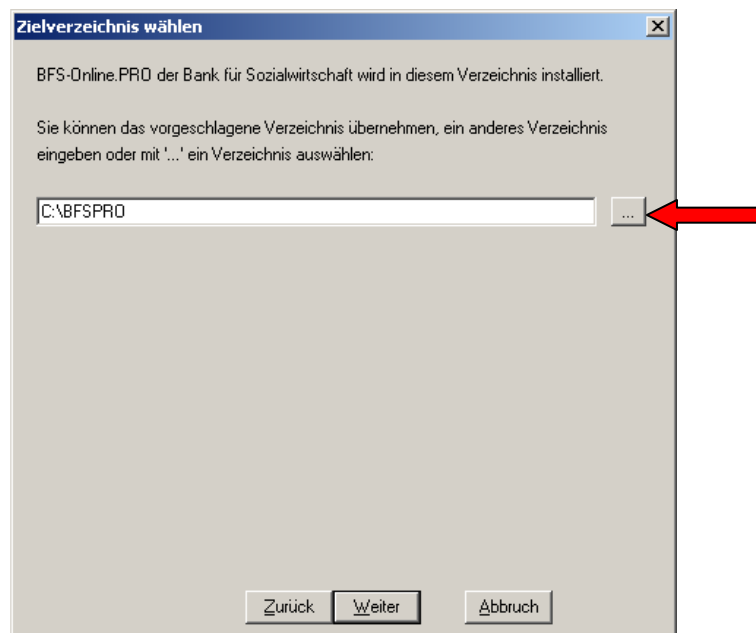 Zielverzeichnis wählen
BFS-Online.PRO der Bank für Sozialwirtschaft wird in diesem Verzeichnis installiert.
Sie können das vorgeschlagene Verzeichnis übernehmen, ein anderes Verzeichnis
eingeben oder mit '...' ein Verzeichnis auswählen:
C:\BFSPRO
...
Zurück
Weiter
Abbruch